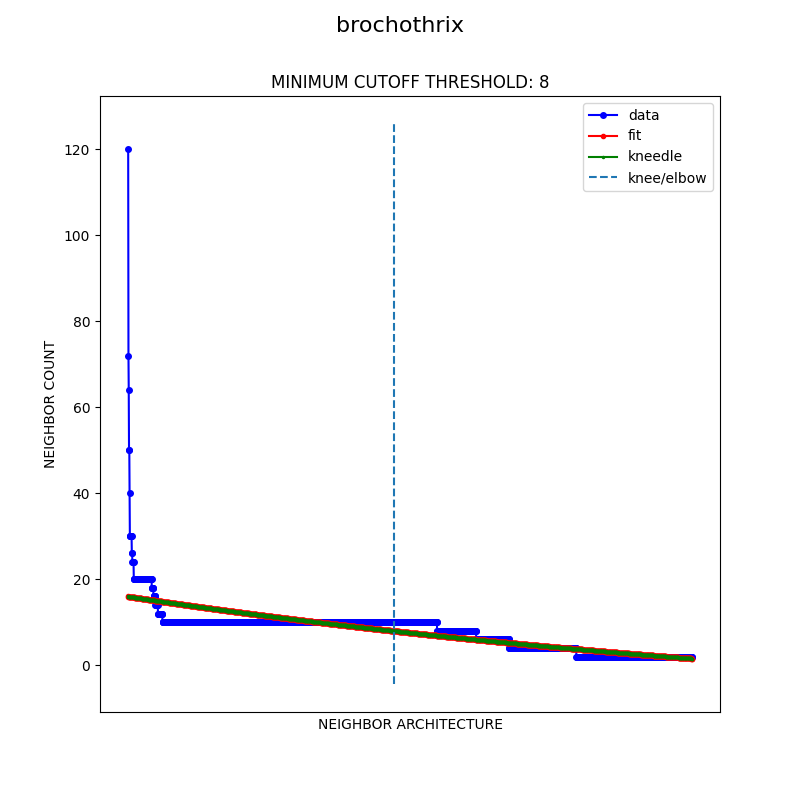 brochothrix
MINIMUM CUTOFF THRESHOLD: 8
data
fit
kneedle
knee/elbow
120
100
80
60
40
20
0
NEIGHBOR COUNT
NEIGHBOR ARCHITECTURE